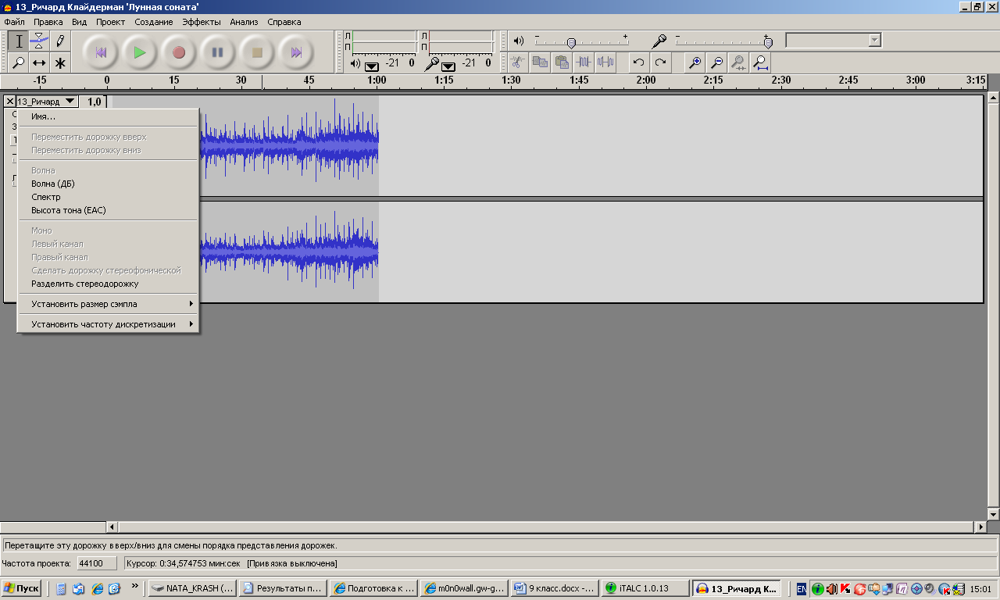 13_Ричард Клайдерман 'Лунная соната'
Файл Правка Вид Проект Создание Эффекты Анализ Справка
Л
П
-21 0
Л
П
-21 0
- +
- +
-15 0 15 30 45 1:00 1:15 1:30 1:45 2:00 2:15 2:30 2:45 3:00 3:15
13_Ричард 1,0
Имя...
Переместить дорожку вверх
Переместить дорожку вниз
Волна
Волна (ДБ)
Спектр
Высота тона (EAC)
Моно
Левый канал
Правый канал
Сделать дорожку стереофонической
Разделить стереодорожку
Установить размер сэмпла
Установить частоту дискретизации
Перетащите эту дорожку вверх/вниз для смены порядка представления дорожек.
Частота проекта: 44100 Курсор: 0:34,574753 мин:сек [Привязка выключена]
Пуск » NATA_KRASH (... Результаты п... Подготовка к ... m0n0wall.gw-g... 9 класс.docx -... iTALC 1.0.13 13_Ричард К... EN 15:01